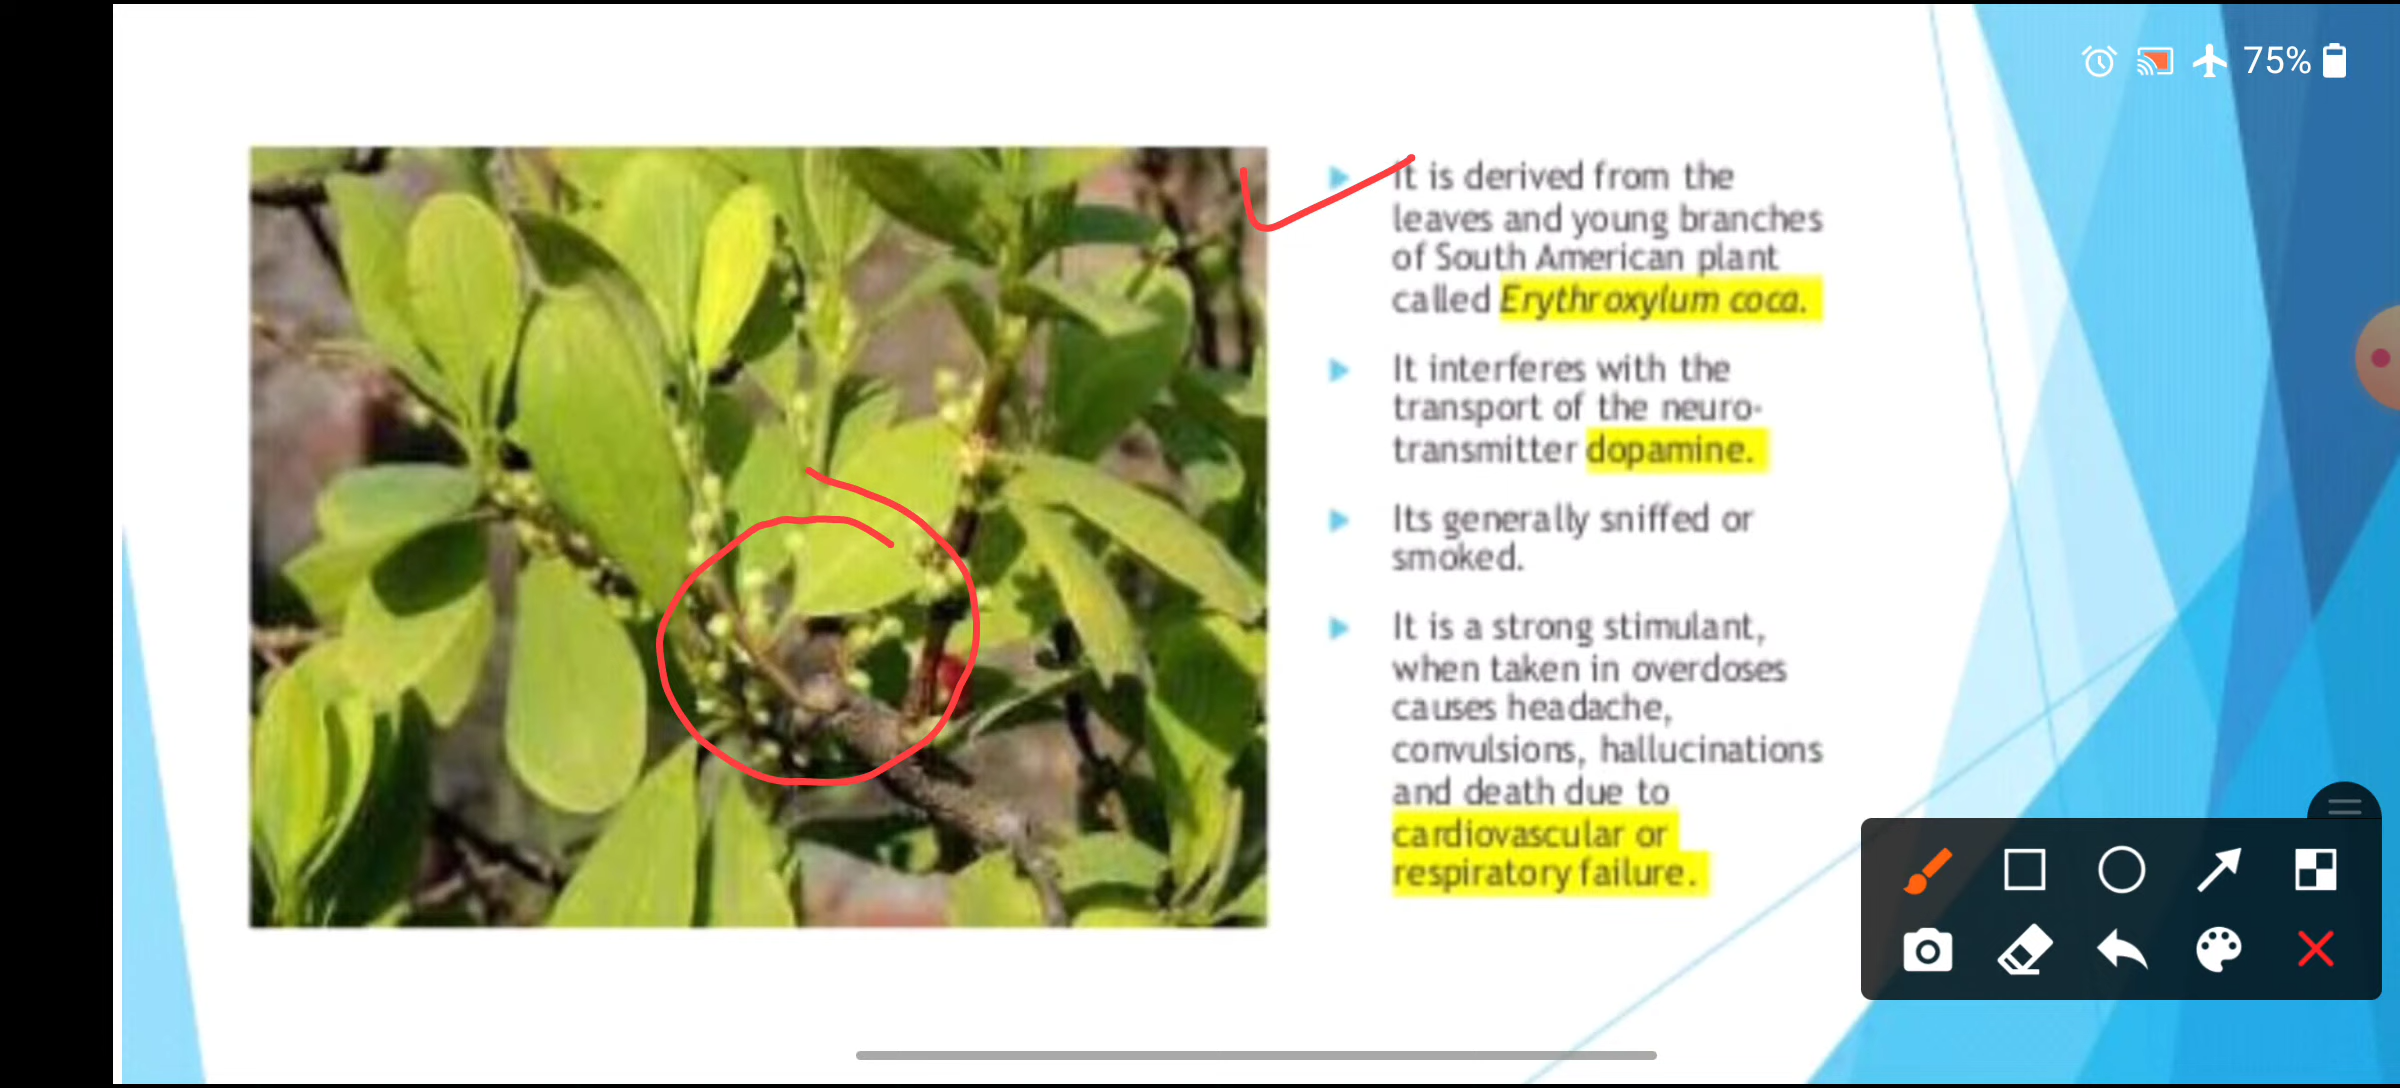 75%
It is derived from the
leaves and young branches
of South American plant
called Erythroxylum coca.
It interferes with the
transport of the neuro-
transmitter dopamine.
Its generally sniffed or
smoked.
It is a strong stimulant,
when taken in overdoses
causes headache,
convulsions, hallucinations
and death due to
cardiovascular or
respiratory failure.